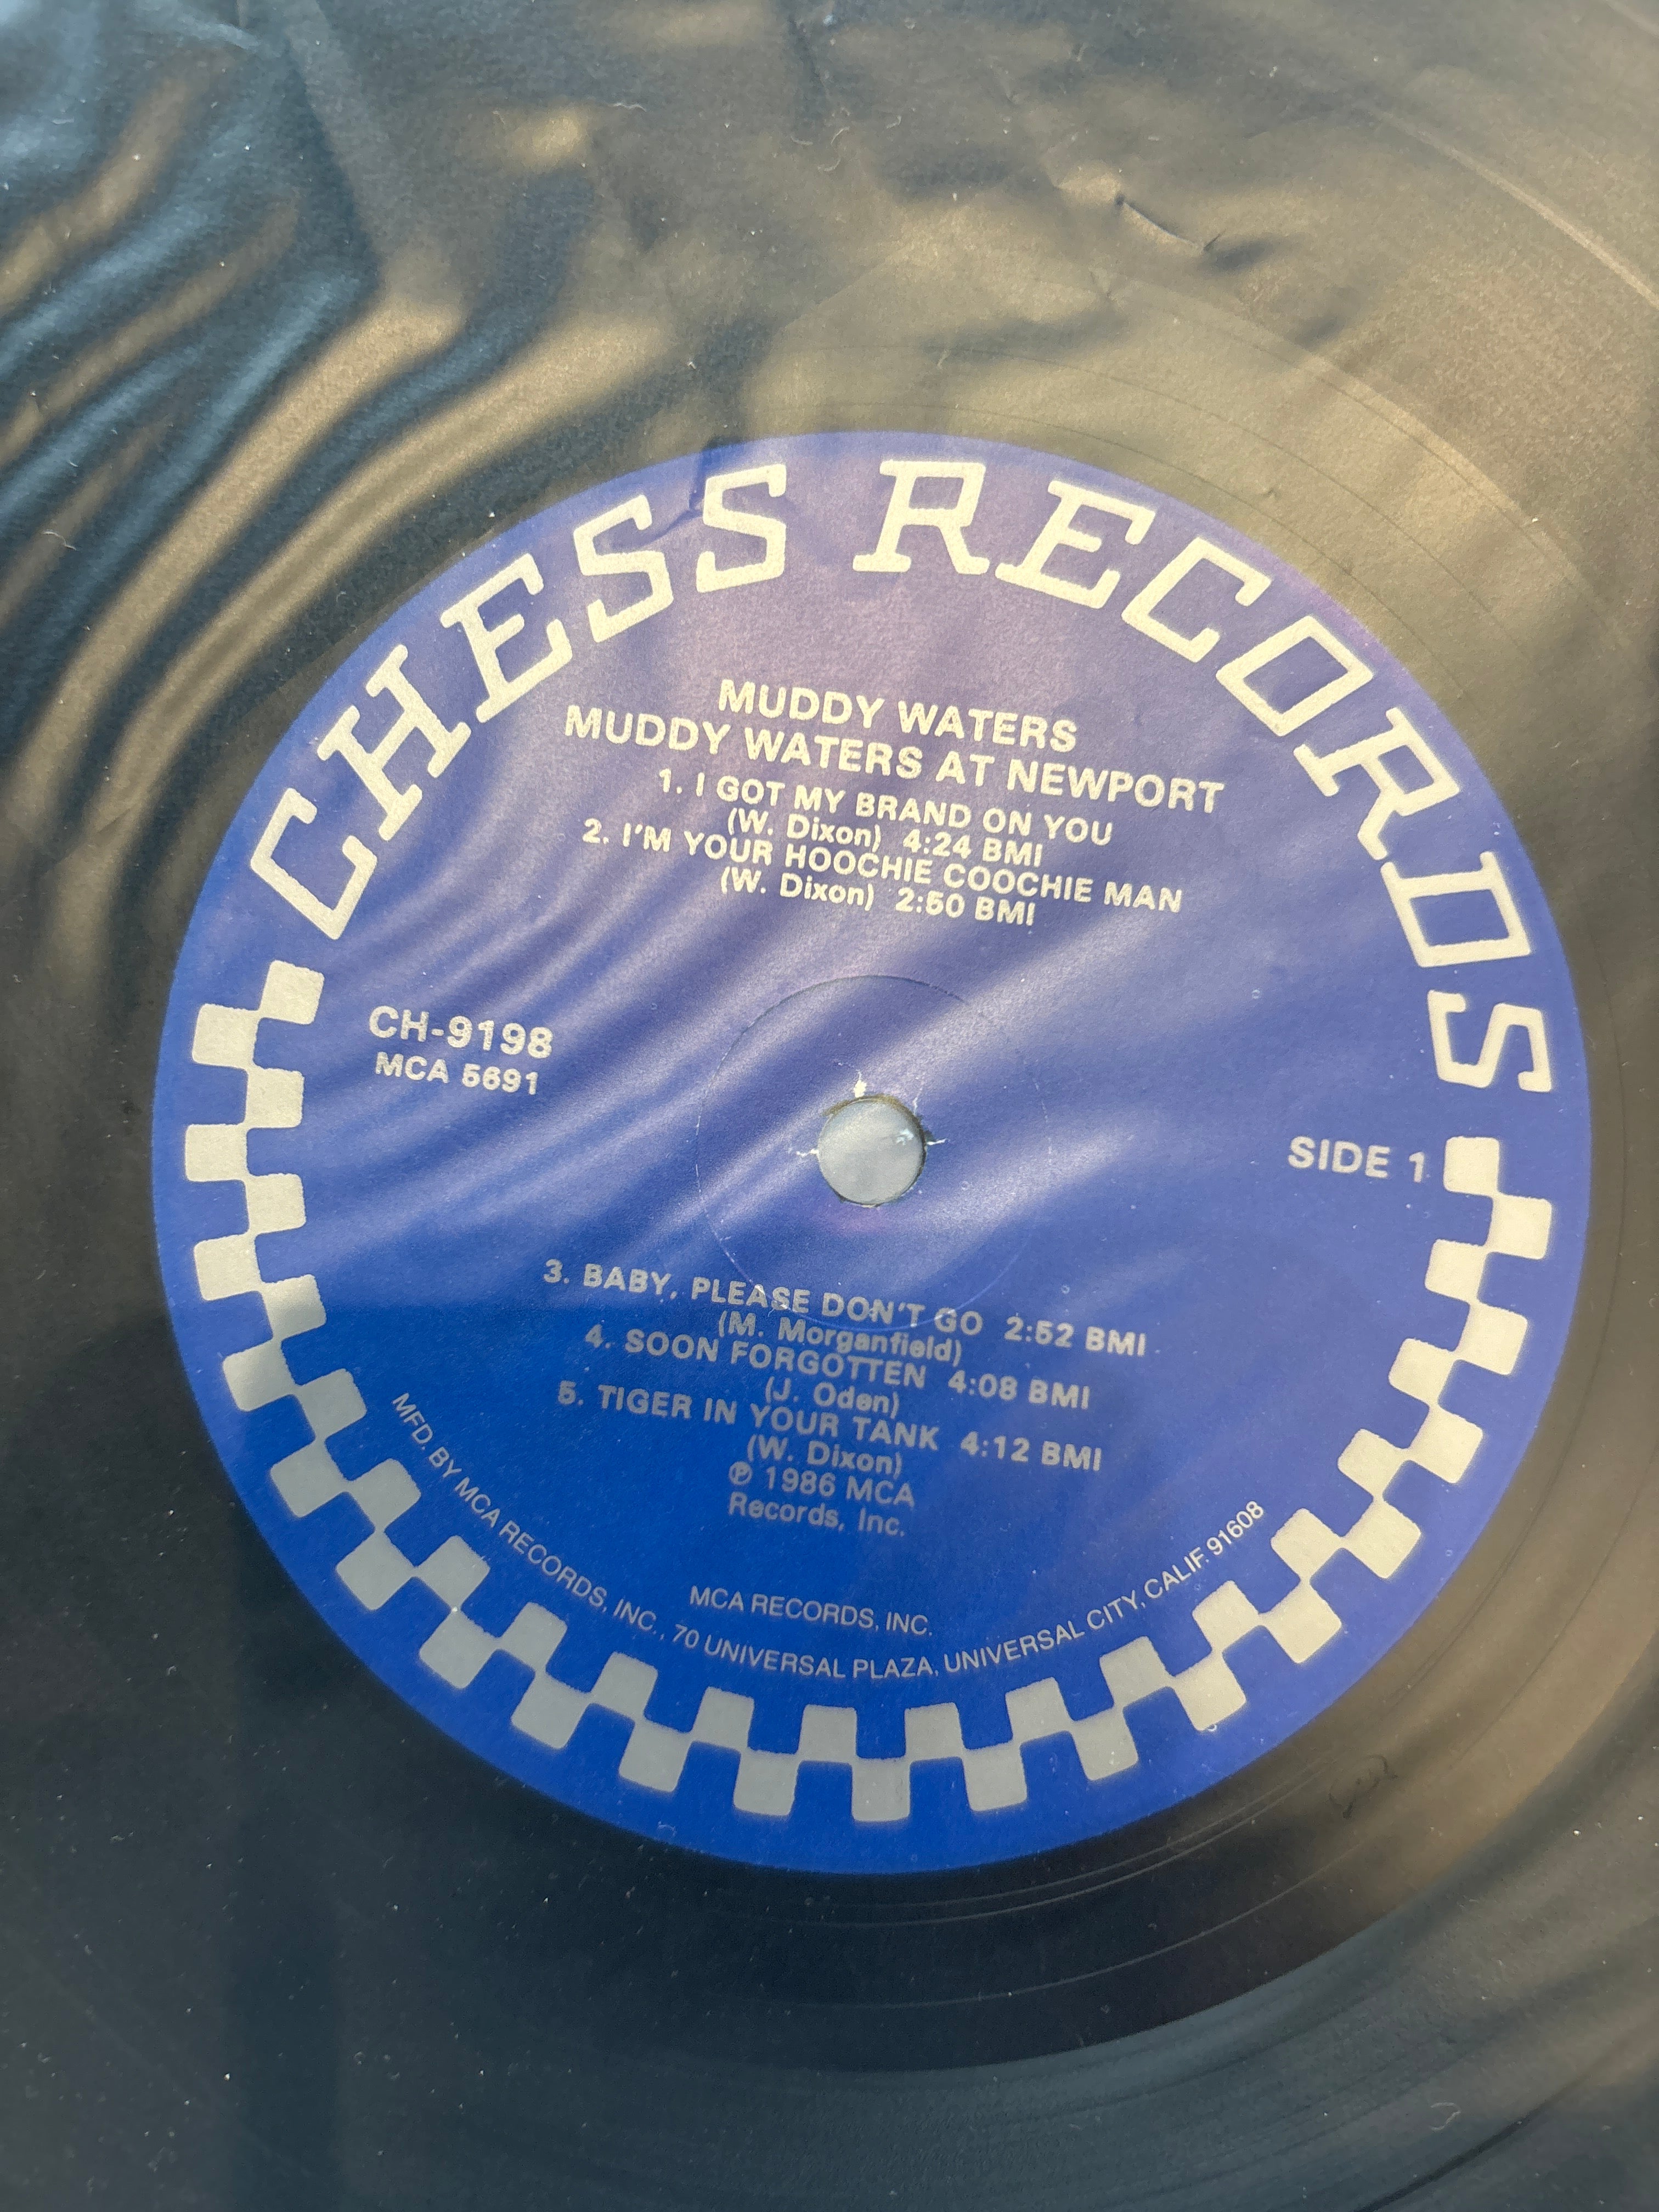 CHESS RECORDS
MUDDY WATERS
MUDDY WATERS AT NEWPORT
1. I GOT MY BRAND ON YOU
(W. Dixon) 4:24 BMI
2. I'M YOUR HOOCHIE COOCHIE MAN
(W. Dixon) 2:50 BMI
CH-9198
MCA 5691
SIDE 1
3. BABY, PLEASE DON'T GO 2:52 BMI
(M. Morganfield)
4. SOON FORGOTTEN 4:08 BMI
(J. Oden)
5. TIGER IN YOUR TANK 4:12 BMI
(W. Dixon)
℗ 1986 MCA
Records, Inc.
MCA RECORDS, INC.
MFD. BY MCA RECORDS, INC., 70 UNIVERSAL PLAZA, UNIVERSAL CITY, CALIF. 91608